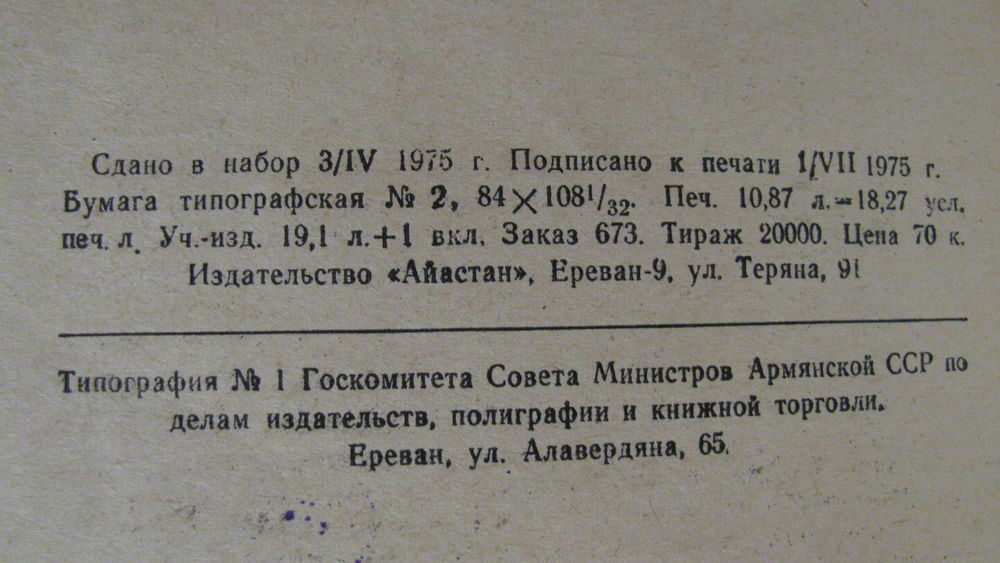 Сдано в набор 3/IV 1975 г. Подписано к печати 1/VII 1975 г.
Бумага типографская № 2, 84×108¹/₃₂. Печ. 10,87 л.=18,27 усл.
печ. л. Уч.-изд. 19,1 л.+1 вкл. Заказ 673. Тираж 20000. Цена 70 к.
Издательство «Айастан», Ереван-9, ул. Теряна, 91
Типография № 1 Госкомитета Совета Министров Армянской ССР по
делам издательств, полиграфии и книжной торговли.
Ереван, ул. Алавердяна, 65.